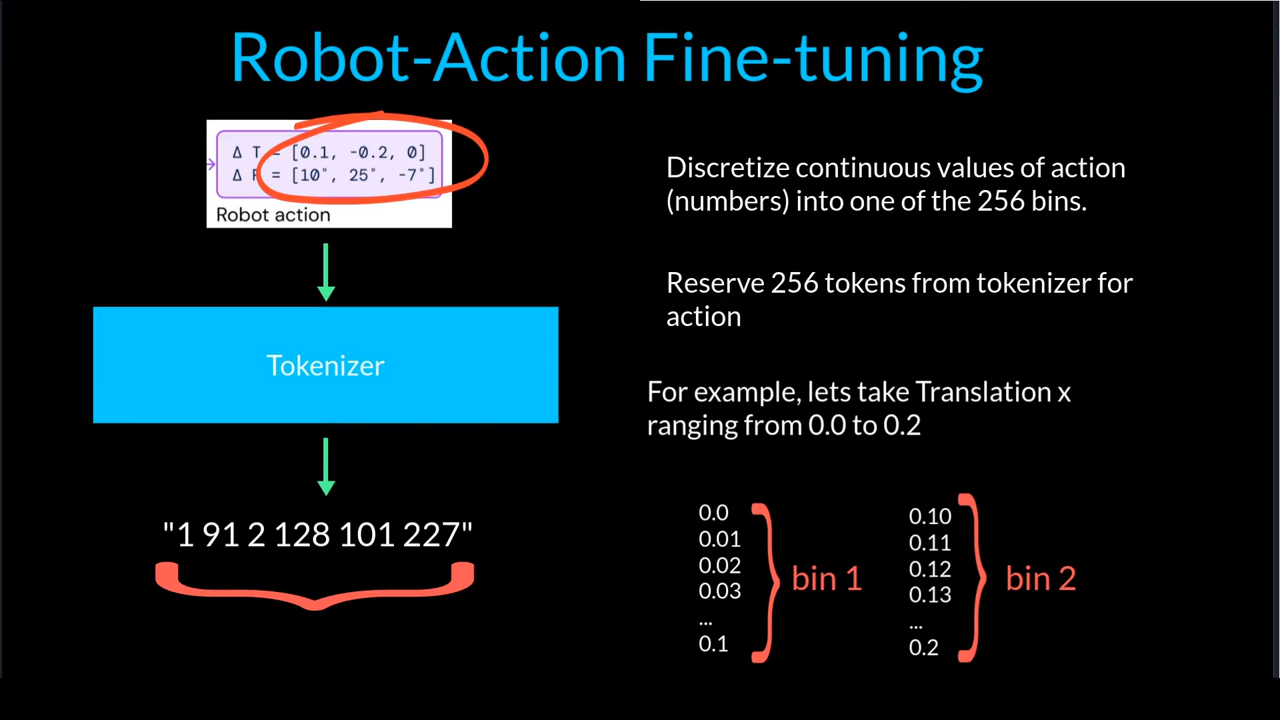 Robot-Action Fine-tuning
Δ T = [0.1, -0.2, 0]
Δ R = [10°, 25°, -7°]
Robot action
Tokenizer
"1 91 2 128 101 227"
Discretize continuous values of action
(numbers) into one of the 256 bins.
Reserve 256 tokens from tokenizer for
action
For example, lets take Translation x
ranging from 0.0 to 0.2
0.0
0.01
0.02
0.03
...
0.1
bin 1
0.10
0.11
0.12
0.13
...
0.2
bin 2